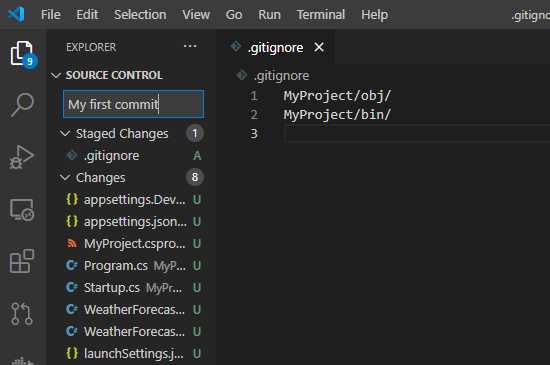 File Edit Selection View Go Run Terminal Help .gitigno
EXPLORER ···
.gitignore
9
SOURCE CONTROL
.gitignore
My first commit
1 MyProject/obj/
2 MyProject/bin/
3
Staged Changes 1
.gitignore A
Changes 8
{ } appsettings.Dev... U
{ } appsettings.json... U
MyProject.cspro... U
C# Program.cs MyP... U
C# Startup.cs MyPr... U
C# WeatherForecas... U
C# WeatherForecas... U
{ } launchSettings.j... U